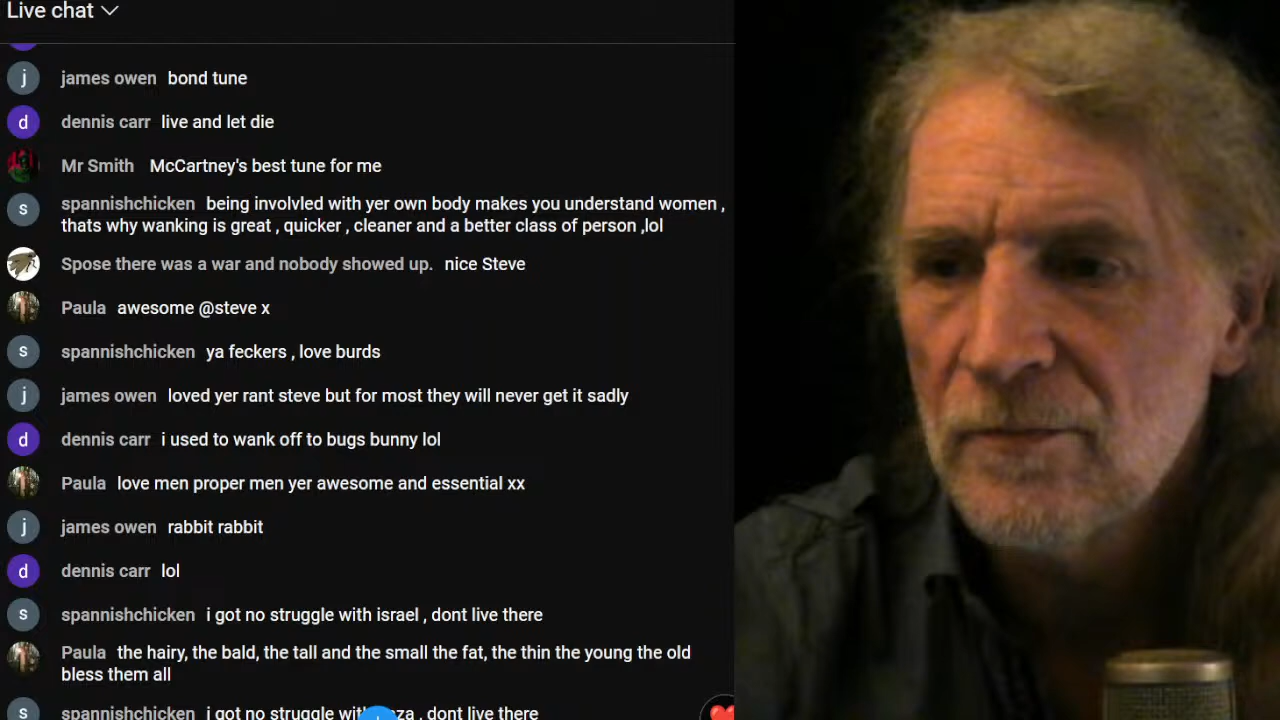 Live chat
j james owen bond tune
d dennis carr live and let die
Mr Smith McCartney's best tune for me
s spannishchicken being involvled with yer own body makes you understand women ,
thats why wanking is great , quicker , cleaner and a better class of person ,lol
Spose there was a war and nobody showed up. nice Steve
Paula awesome @steve x
s spannishchicken ya feckers , love burds
j james owen loved yer rant steve but for most they will never get it sadly
d dennis carr i used to wank off to bugs bunny lol
Paula love men proper men yer awesome and essential xx
j james owen rabbit rabbit
d dennis carr lol
s spannishchicken i got no struggle with israel , dont live there
Paula the hairy, the bald, the tall and the small the fat, the thin the young the old
bless them all
s spannishchicken i got no struggle , dont live there